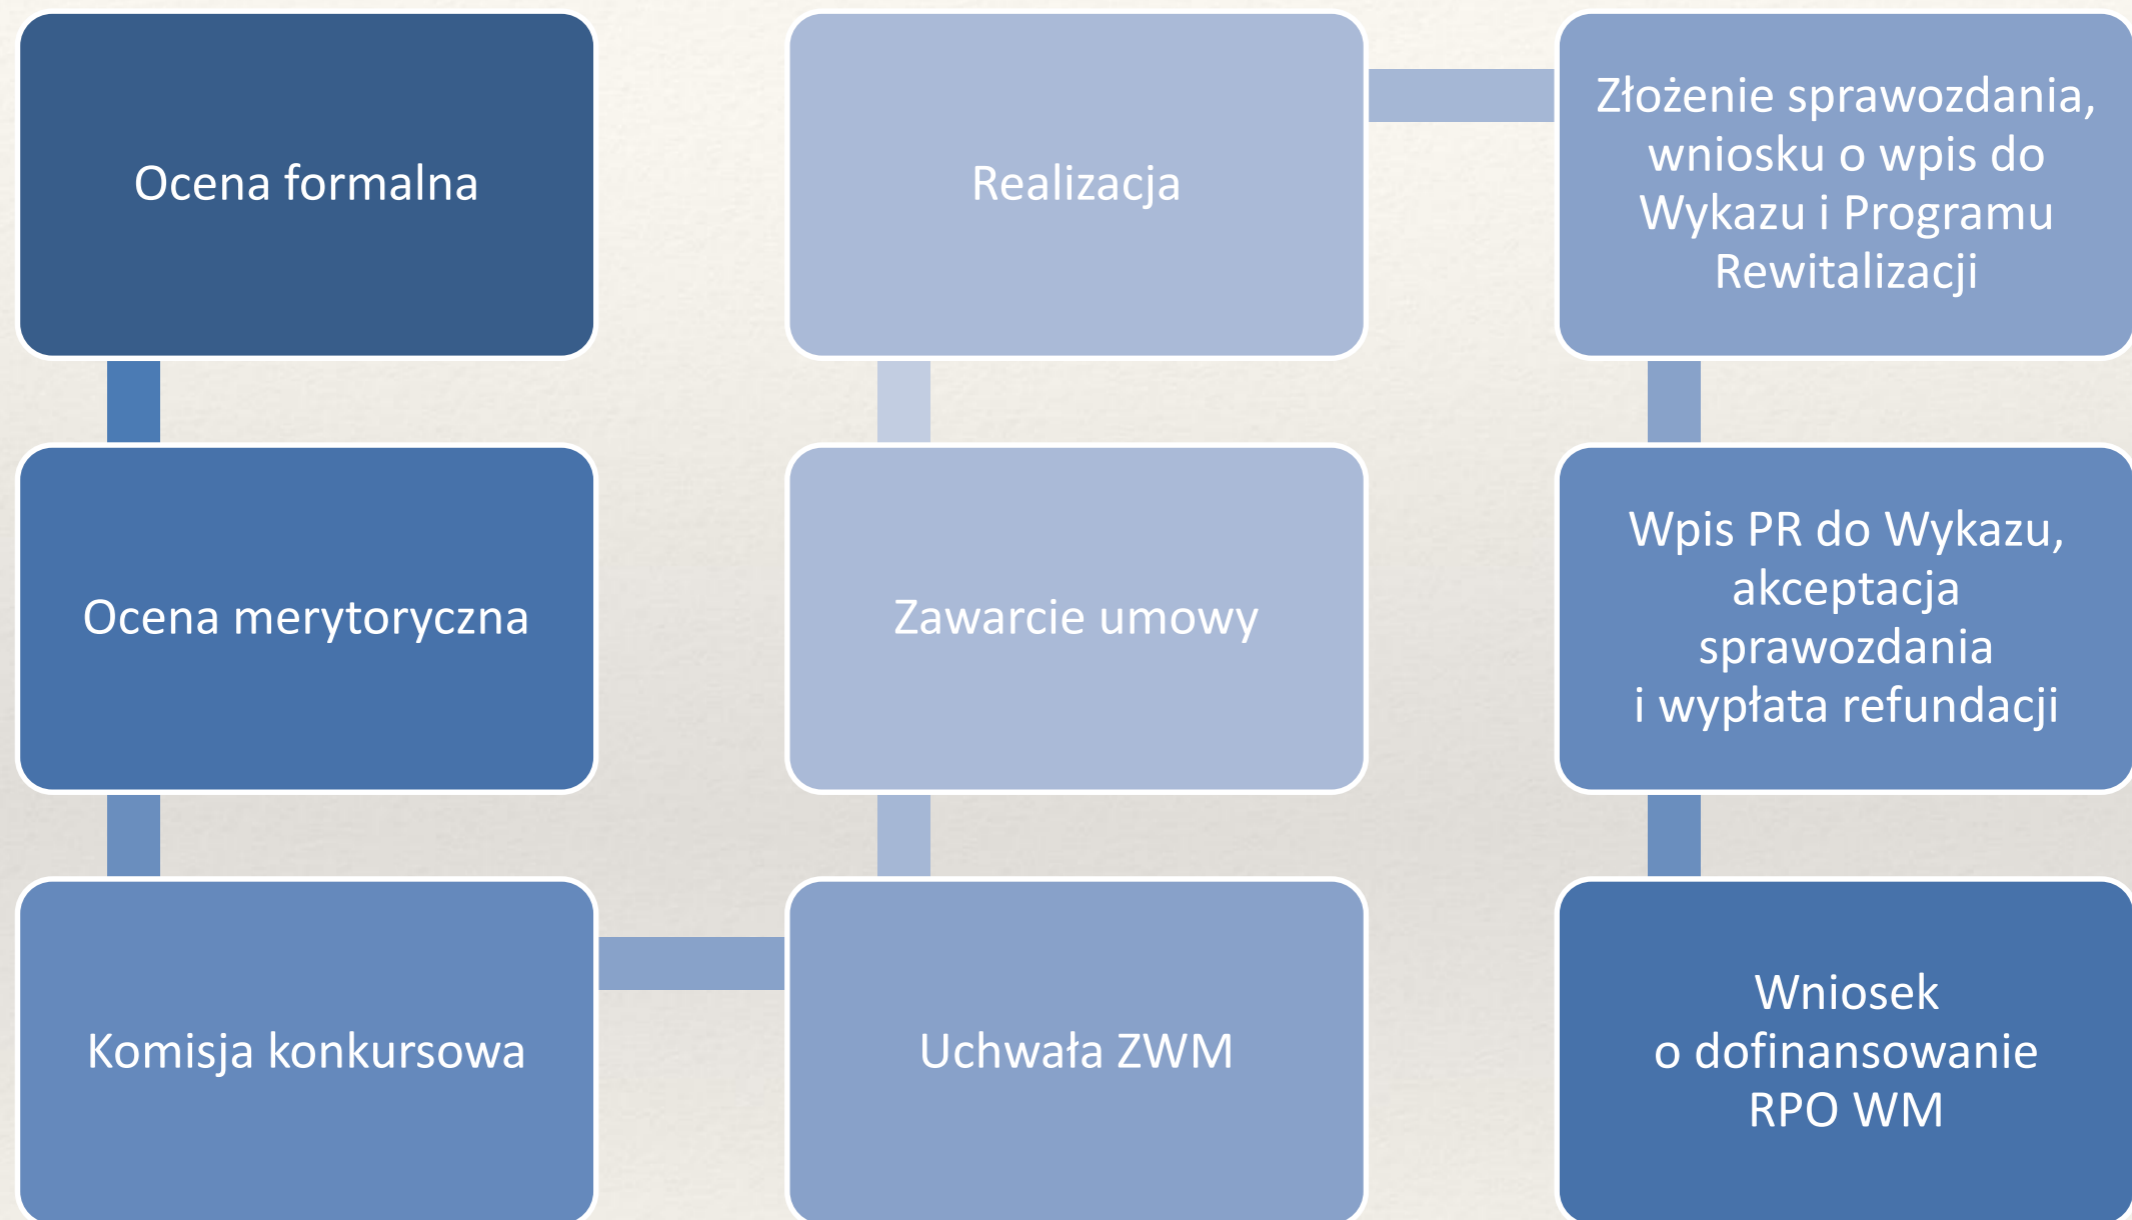 Ocena formalna
Ocena merytoryczna
Komisja konkursowa
Uchwała ZWM
Zawarcie umowy
Realizacja
Złożenie sprawozdania,
wniosku o wpis do
Wykazu i Programu
Rewitalizacji
Wpis PR do Wykazu,
akceptacja
sprawozdania
i wypłata refundacji
Wniosek
o dofinansowanie
RPO WM